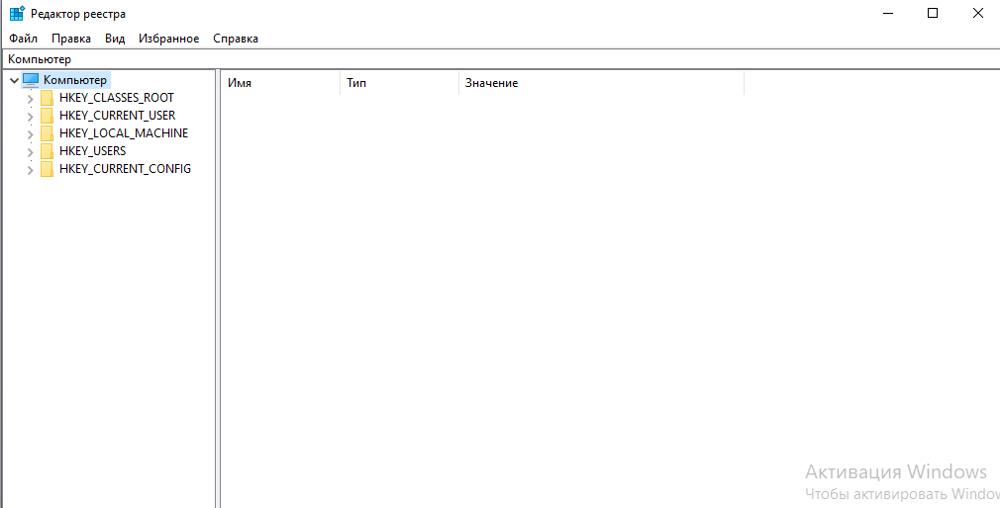 Редактор реестра
Файл Правка Вид Избранное Справка
Компьютер
Компьютер
HKEY_CLASSES_ROOT
HKEY_CURRENT_USER
HKEY_LOCAL_MACHINE
HKEY_USERS
HKEY_CURRENT_CONFIG
Имя Тип Значение
Активация Windows
Чтобы активировать Window